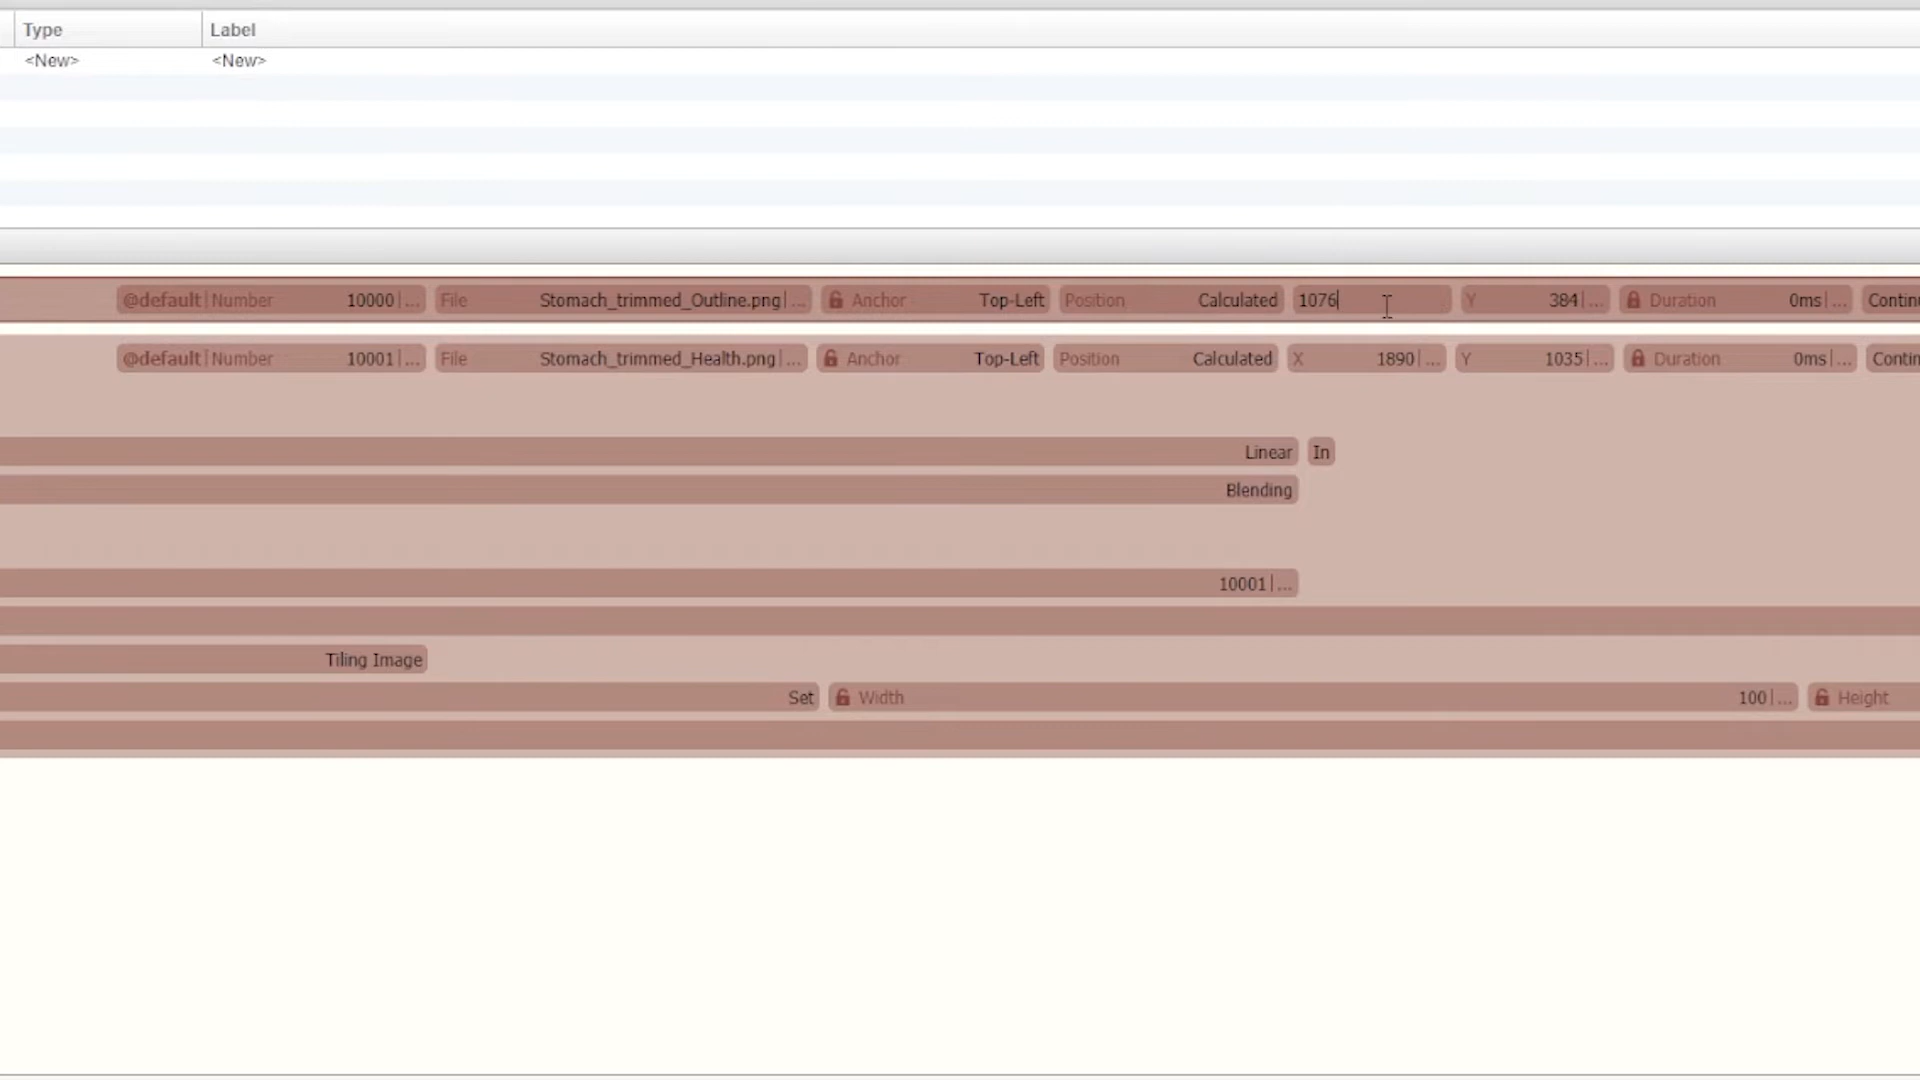 Type Label
<New> <New>
@default|Number 10000|... File Stomach_trimmed_Outline.png|... Anchor Top-Left Position Calculated 1076 Y 384|... Duration 0ms|... Contin
@default|Number 10001|... File Stomach_trimmed_Health.png|... Anchor Top-Left Position Calculated X 1890|... Y 1035|... Duration 0ms|... Contin
Linear In
Blending
10001|...
Tiling Image
Set Width 100|... Height